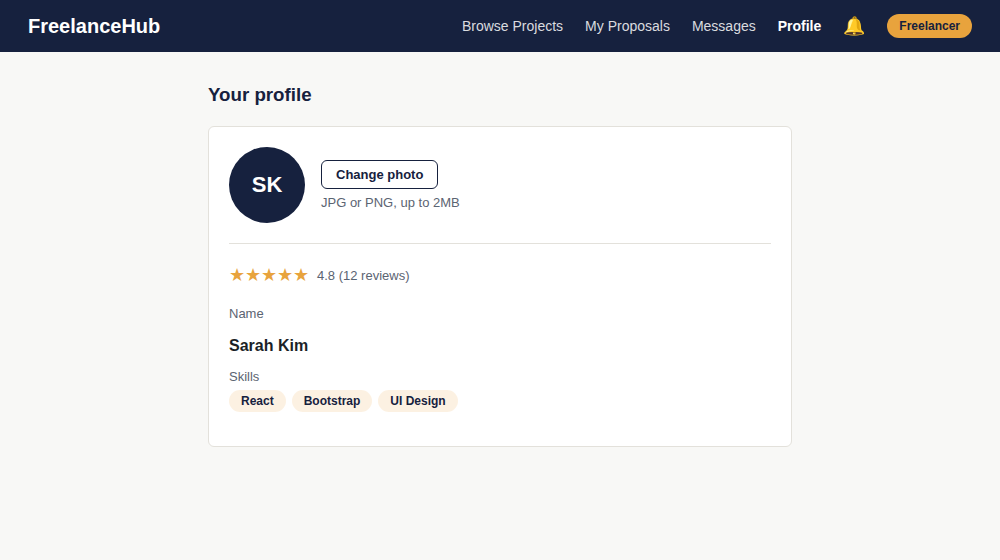 FreelanceHub Browse Projects My Proposals Messages Profile 🔔 Freelancer
Your profile
SK
Change photo
JPG or PNG, up to 2MB
★★★★★ 4.8 (12 reviews)
Name
Sarah Kim
Skills
React Bootstrap UI Design